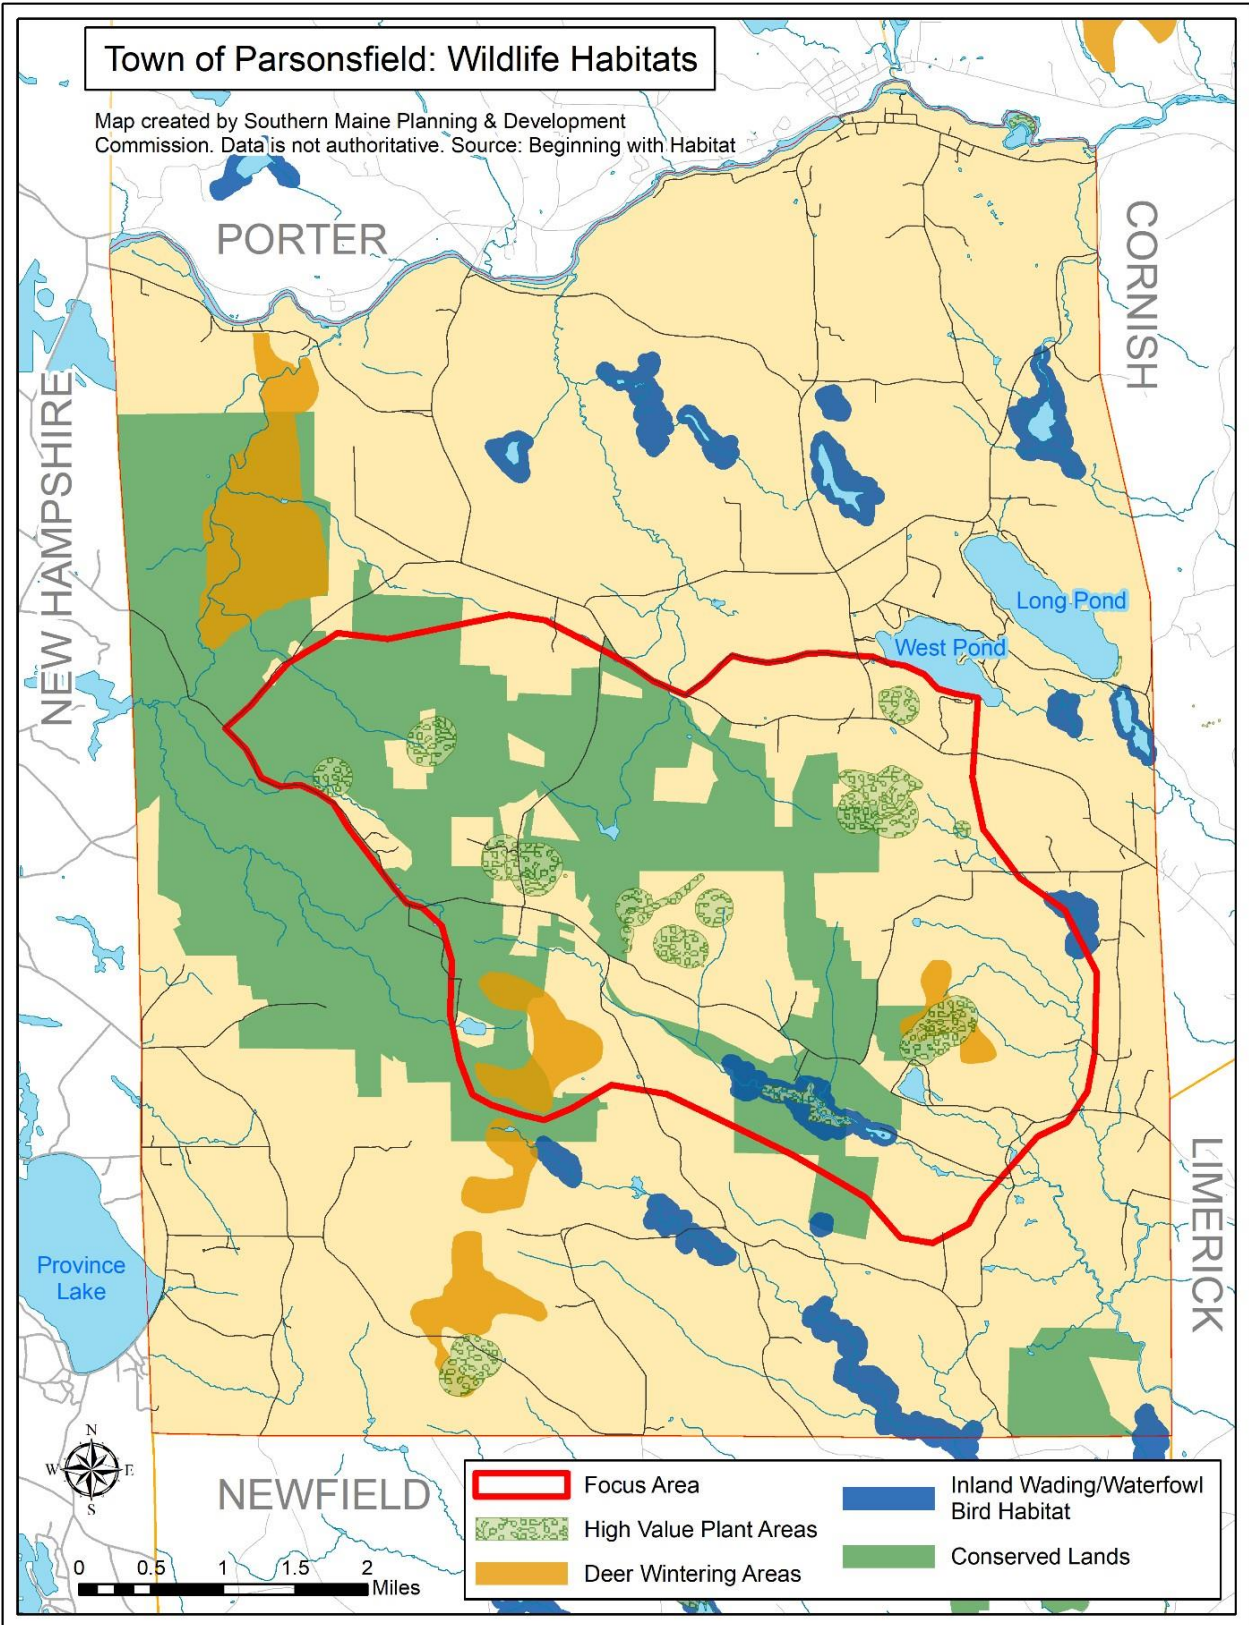 Town of Parsonsfield: Wildlife Habitats
Map created by Southern Maine Planning & Development
Commission. Data is not authoritative. Source: Beginning with Habitat
PORTER
CORNISH
NEW HAMPSHIRE
Long Pond
West Pond
LIMERICK
Province
Lake
N
W
E
S
NEWFIELD
0 0.5 1 1.5 2
Miles
Focus Area
High Value Plant Areas
Deer Wintering Areas
Inland Wading/Waterfowl
Bird Habitat
Conserved Lands